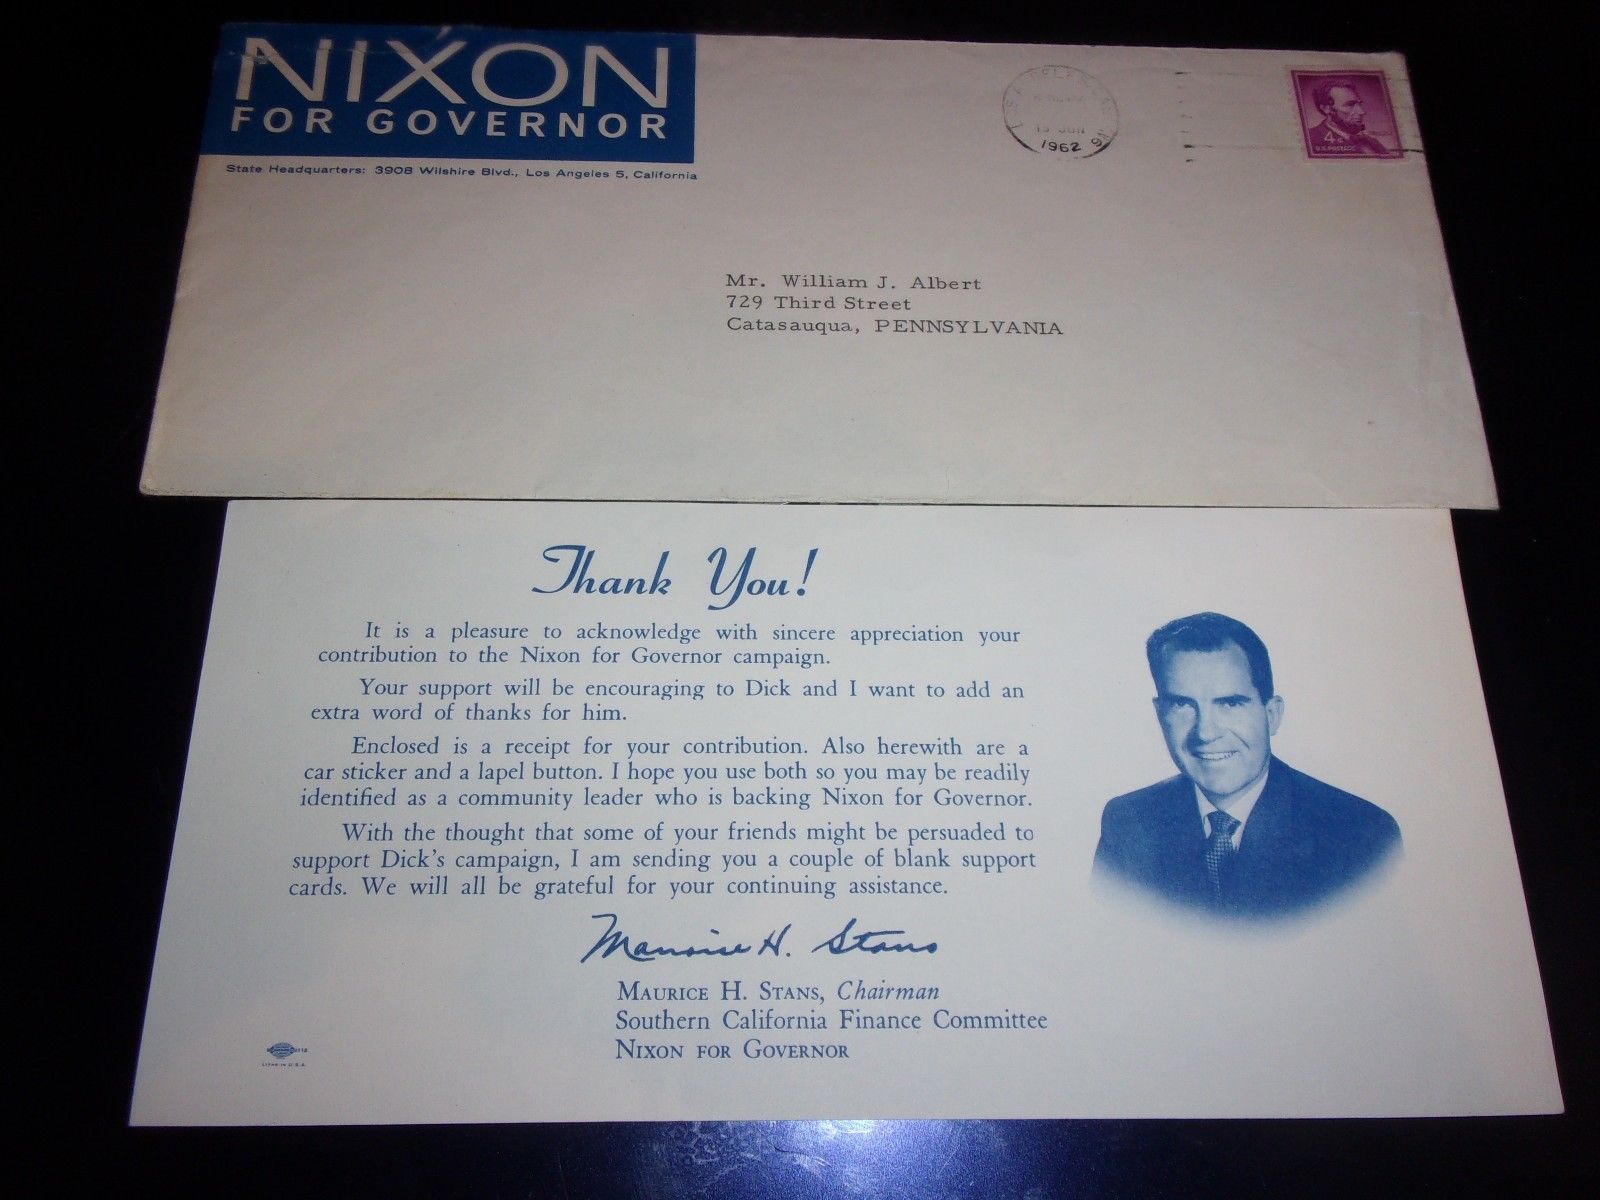 NIXON
FOR GOVERNOR
State Headquarters: 3908 Wilshire Blvd., Los Angeles 5, California
1962
4¢
U.S. POSTAGE
Mr. William J. Albert
729 Third Street
Catasauqua, PENNSYLVANIA
Thank You!
It is a pleasure to acknowledge with sincere appreciation your
contribution to the Nixon for Governor campaign.
Your support will be encouraging to Dick and I want to add an
extra word of thanks for him.
Enclosed is a receipt for your contribution. Also herewith are a
car sticker and a lapel button. I hope you use both so you may be readily
identified as a community leader who is backing Nixon for Governor.
With the thought that some of your friends might be persuaded to
support Dick's campaign, I am sending you a couple of blank support
cards. We will all be grateful for your continuing assistance.
Maurice H. Stans
MAURICE H. STANS, Chairman
Southern California Finance Committee
NIXON FOR GOVERNOR
LITHO IN U.S.A.